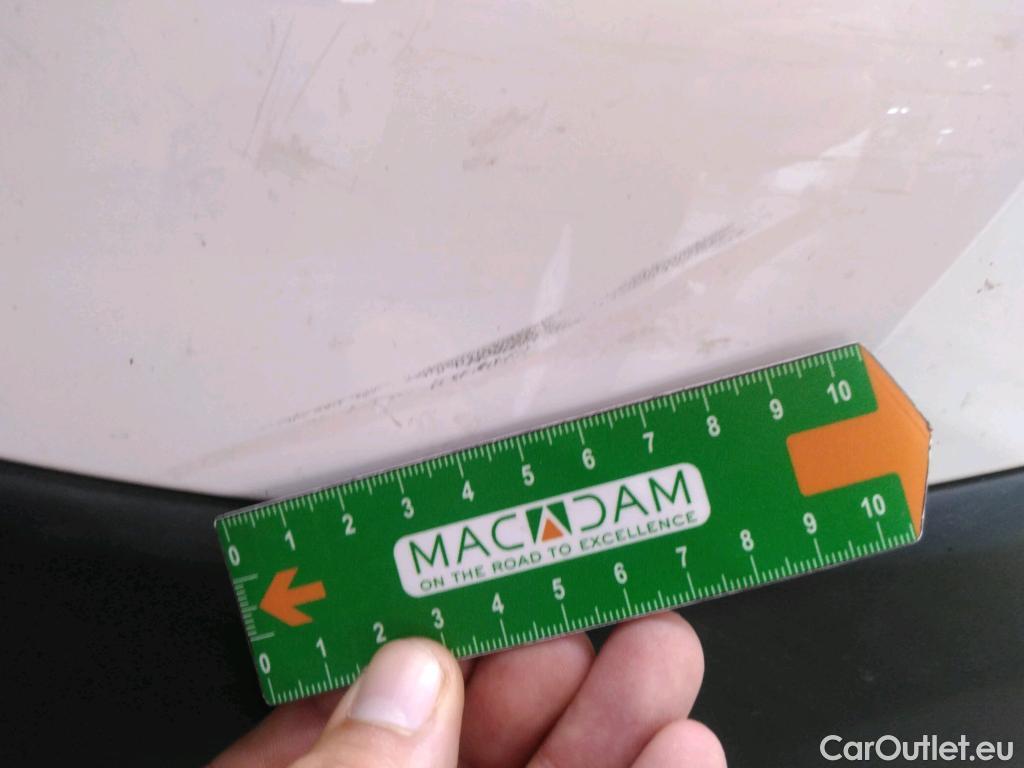 0 1 2 3 4 5 6 7 8 9 10
MACADAM
ON THE ROAD TO EXCELLENCE
0 1 2 3 4 5 6 7 8 9 10
CarOutlet.eu